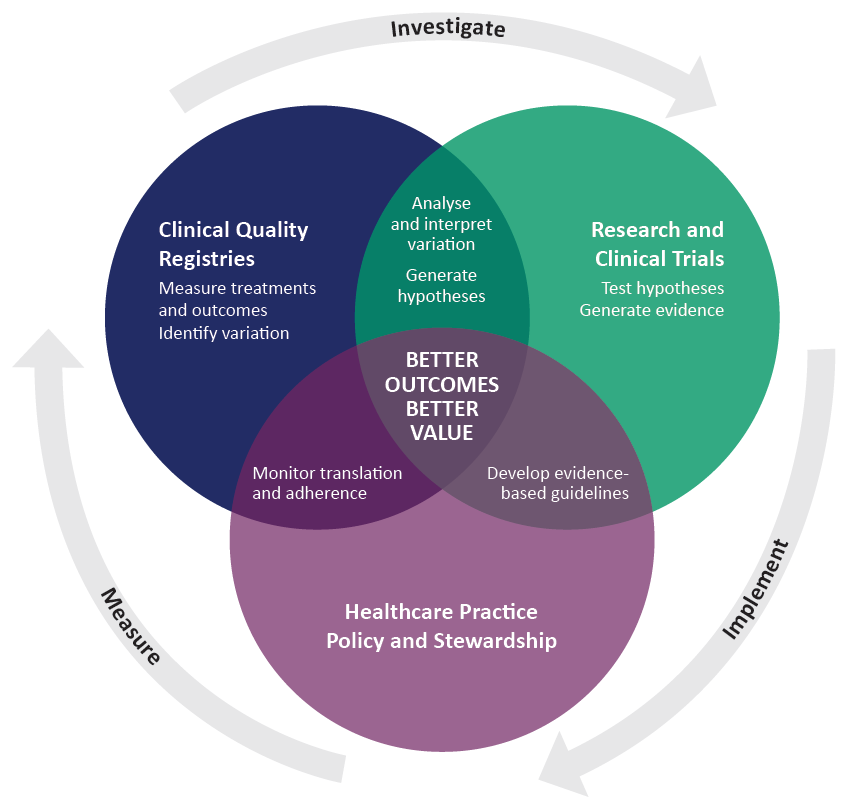 Investigate
Clinical Quality
Registries
Measure treatments
and outcomes
Identify variation
Analyse
and interpret
variation
Generate
hypotheses
Research and
Clinical Trials
Test hypotheses
Generate evidence
BETTER
OUTCOMES
BETTER
VALUE
Monitor translation
and adherence
Develop evidence-
based guidelines
Healthcare Practice
Policy and Stewardship
Measure
Implement